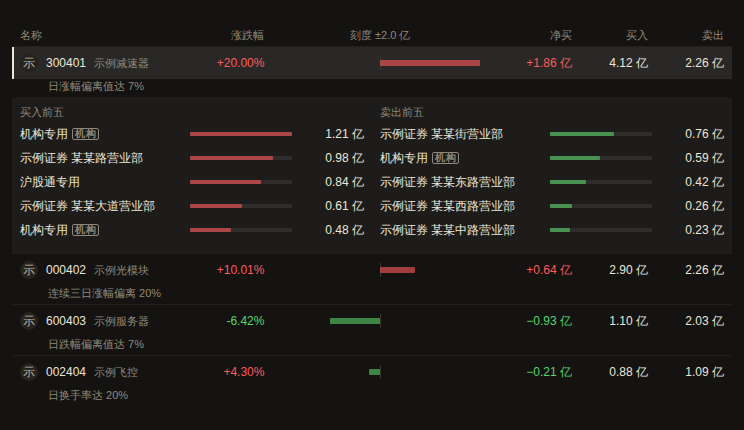 名称 涨跌幅 刻度 ±2.0 亿 净买 买入 卖出
示 300401 示例减速器 +20.00% +1.86 亿 4.12 亿 2.26 亿
日涨幅偏离值达 7%
买入前五 卖出前五
机构专用 机构 1.21 亿 示例证券 某某街营业部 0.76 亿
示例证券 某某路营业部 0.98 亿 机构专用 机构 0.59 亿
沪股通专用 0.84 亿 示例证券 某某东路营业部 0.42 亿
示例证券 某某大道营业部 0.61 亿 示例证券 某某西路营业部 0.26 亿
机构专用 机构 0.48 亿 示例证券 某某中路营业部 0.23 亿
示 000402 示例光模块 +10.01% +0.64 亿 2.90 亿 2.26 亿
连续三日涨幅偏离 20%
示 600403 示例服务器 -6.42% −0.93 亿 1.10 亿 2.03 亿
日跌幅偏离值达 7%
示 002404 示例飞控 +4.30% −0.21 亿 0.88 亿 1.09 亿
日换手率达 20%